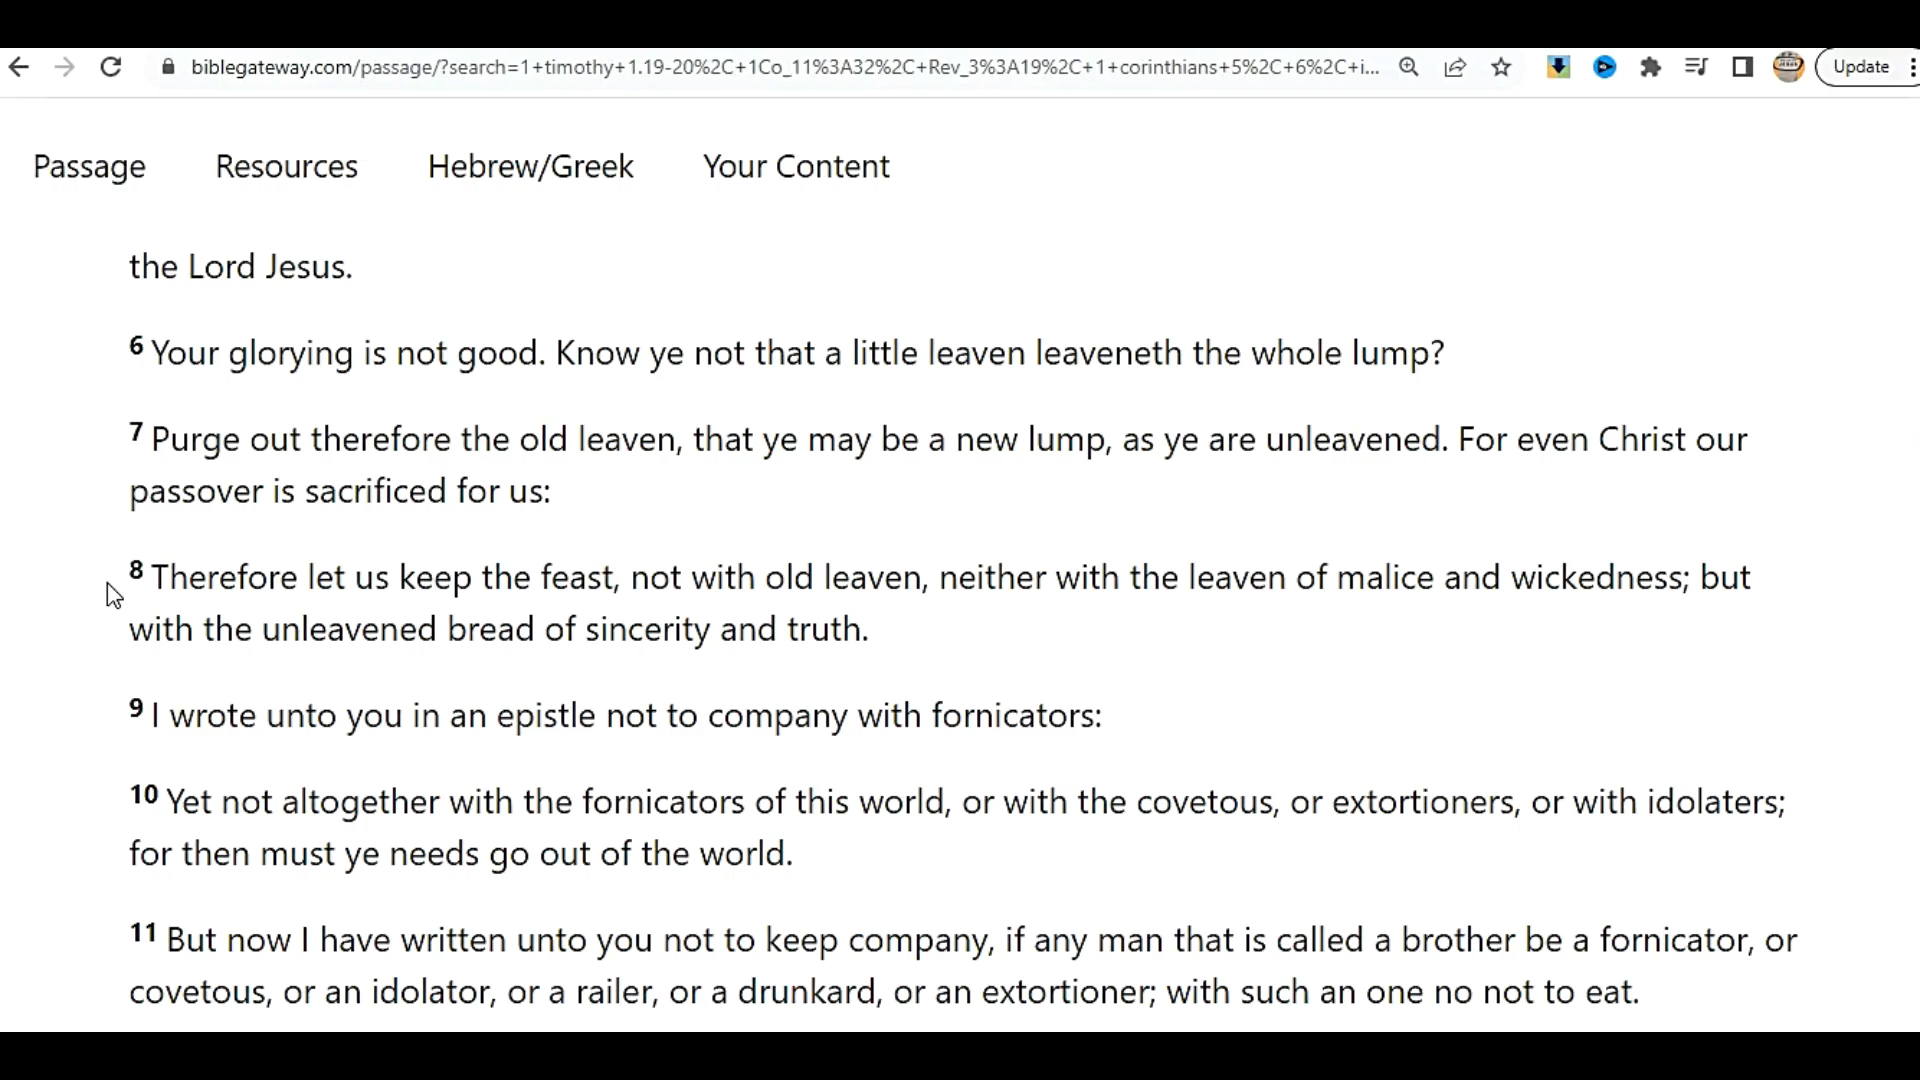 biblegateway.com/passage/?search=1+timothy+1.19-20%2C+1Co_11%3A32%2C+Rev_3%3A19%2C+1+corinthians+5%2C+6%2C+i...
Update
Passage Resources Hebrew/Greek Your Content
the Lord Jesus.
6 Your glorying is not good. Know ye not that a little leaven leaveneth the whole lump?
7 Purge out therefore the old leaven, that ye may be a new lump, as ye are unleavened. For even Christ our
passover is sacrificed for us:
8 Therefore let us keep the feast, not with old leaven, neither with the leaven of malice and wickedness; but
with the unleavened bread of sincerity and truth.
9 I wrote unto you in an epistle not to company with fornicators:
10 Yet not altogether with the fornicators of this world, or with the covetous, or extortioners, or with idolaters;
for then must ye needs go out of the world.
11 But now I have written unto you not to keep company, if any man that is called a brother be a fornicator, or
covetous, or an idolator, or a railer, or a drunkard, or an extortioner; with such an one no not to eat.